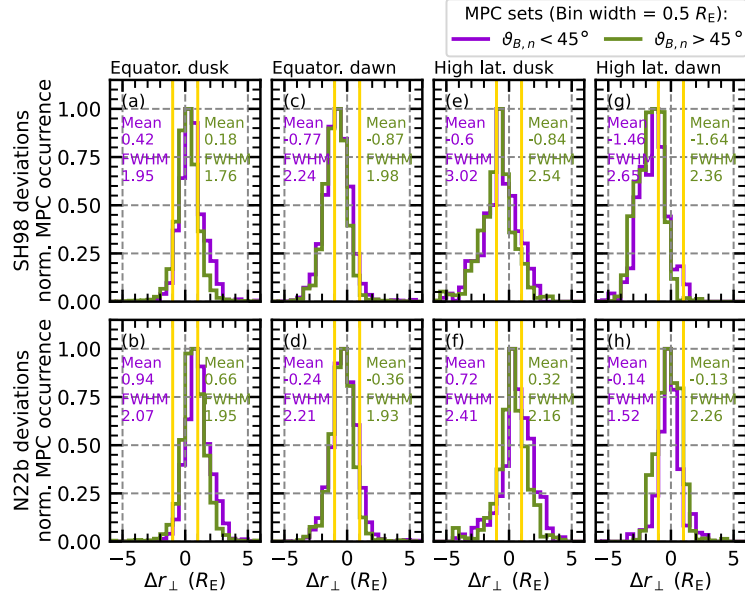 MPC sets (Bin width = 0.5 R_E):
ϑ_{B,n} < 45° ϑ_{B,n} > 45°
Equator. dusk Equator. dawn High lat. dusk High lat. dawn
SH98 deviations
norm. MPC occurrence
1.00
0.75
0.50
0.25
0.00
(a)
Mean Mean
0.42 0.18
FWHM FWHM
1.95 1.76
(c)
Mean Mean
-0.77 -0.87
FWHM FWHM
2.24 1.98
(e)
Mean Mean
-0.6 -0.84
FWHM FWHM
3.02 2.54
(g)
Mean Mean
-1.46 -1.64
FWHM FWHM
2.65 2.36
N22b deviations
norm. MPC occurrence
1.00
0.75
0.50
0.25
0.00
(b)
Mean Mean
0.94 0.66
FWHM FWHM
2.07 1.95
(d)
Mean Mean
-0.24 -0.36
FWHM FWHM
2.21 1.93
(f)
Mean Mean
0.72 0.32
FWHM FWHM
2.41 2.16
(h)
Mean Mean
-0.14 -0.13
FWHM FWHM
1.52 2.26
−5 0 5 −5 0 5 −5 0 5 −5 0 5
Δr⊥ (R_E) Δr⊥ (R_E) Δr⊥ (R_E) Δr⊥ (R_E)